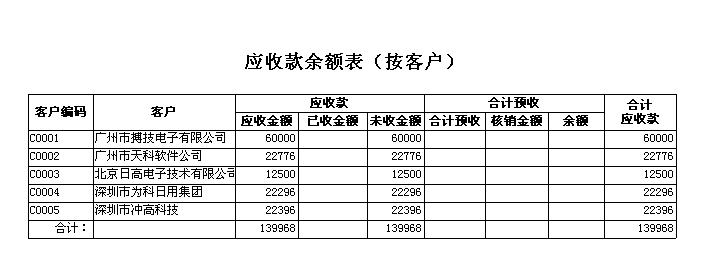 应收款余额表（按客户）
客户编码 客户 应收款 合计预收 合计应收款
应收金额 已收金额 未收金额 合计预收 核销金额 余额
C0001 广州市搏技电子有限公司 60000 60000 60000
C0002 广州市天科软件公司 22776 22776 22776
C0003 北京日高电子技术有限公司 12500 12500 12500
C0004 深圳市为科日用集团 22296 22296 22296
C0005 深圳市冲高科技 22396 22396 22396
合计： 139968 139968 139968